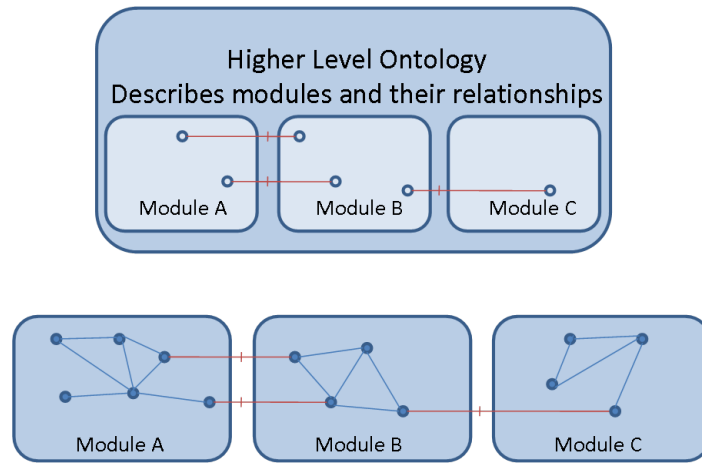 Higher Level Ontology
Describes modules and their relationships
Module A
Module B
Module C
Module A
Module B
Module C